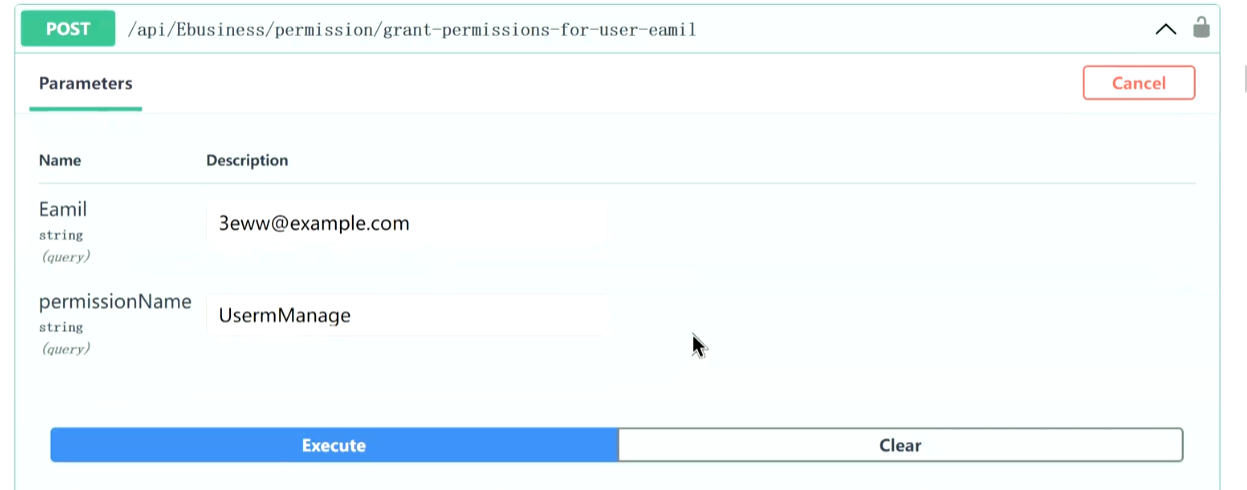 POST /api/Ebusiness/permission/grant-permissions-for-user-eamil
Parameters Cancel
Name Description
Eamil
string
(query)
3eww@example.com
permissionName
string
(query)
UsermManage
Execute Clear